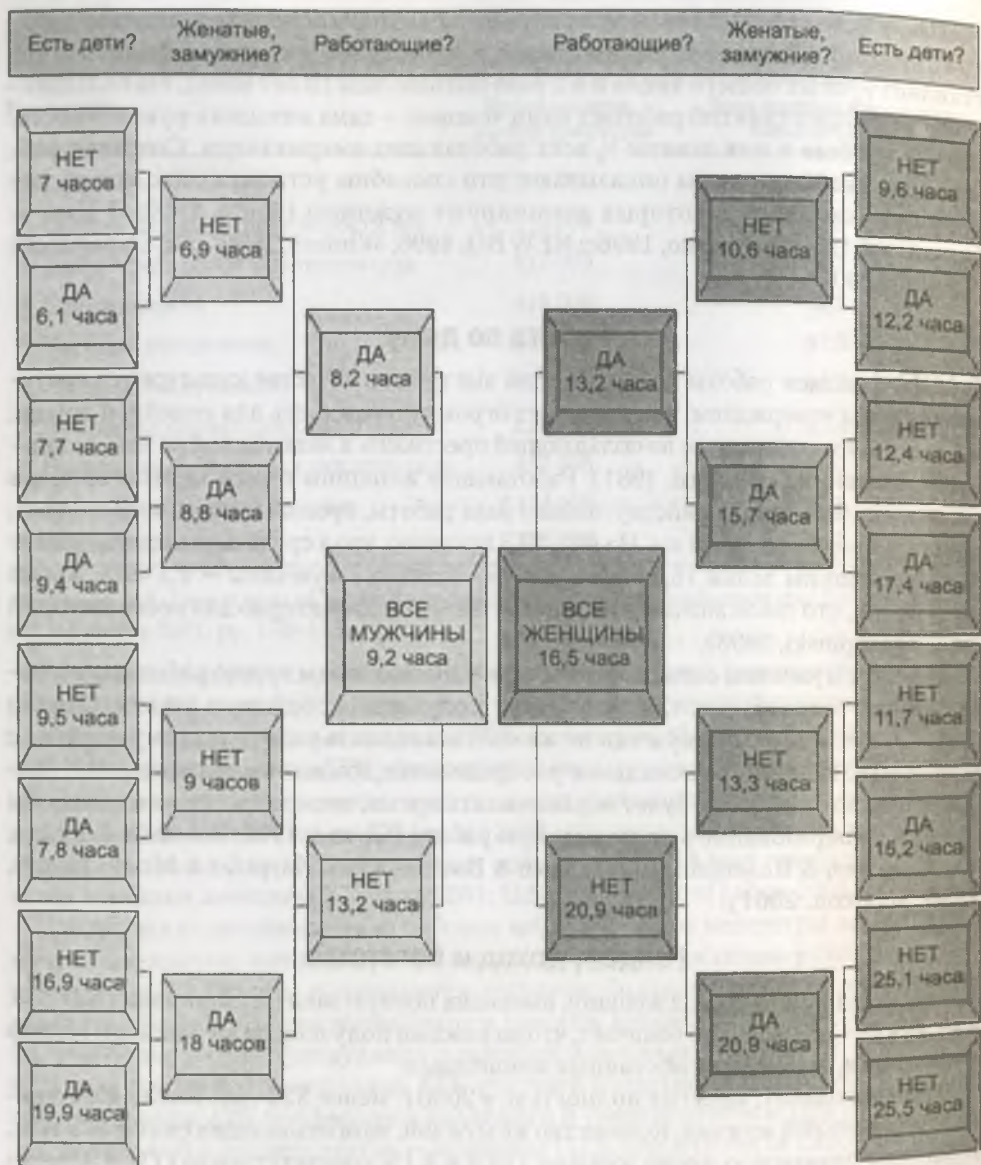 Есть дети?
Женатые,
замужние?
Работающие?
Работающие?
Женатые,
замужние?
Есть дети?
НЕТ
7 часов
ДА
6,1 часа
НЕТ
7,7 часа
ДА
9,4 часа
НЕТ
9,5 часа
ДА
7,8 часа
НЕТ
16,9 часа
ДА
19,9 часа
НЕТ
6,9 часа
ДА
8,8 часа
НЕТ
9 часов
ДА
18 часов
ДА
8,2 часа
НЕТ
13,2 часа
ВСЕ
МУЖЧИНЫ
9,2 часа
ВСЕ
ЖЕНЩИНЫ
16,5 часа
ДА
13,2 часа
НЕТ
20,9 часа
НЕТ
10,6 часа
ДА
15,7 часа
НЕТ
13,3 часа
ДА
20,9 часа
НЕТ
9,6 часа
ДА
12,2 часа
НЕТ
12,4 часа
ДА
17,4 часа
НЕТ
11,7 часа
ДА
15,2 часа
НЕТ
25,1 часа
НЕТ
25,5 часа